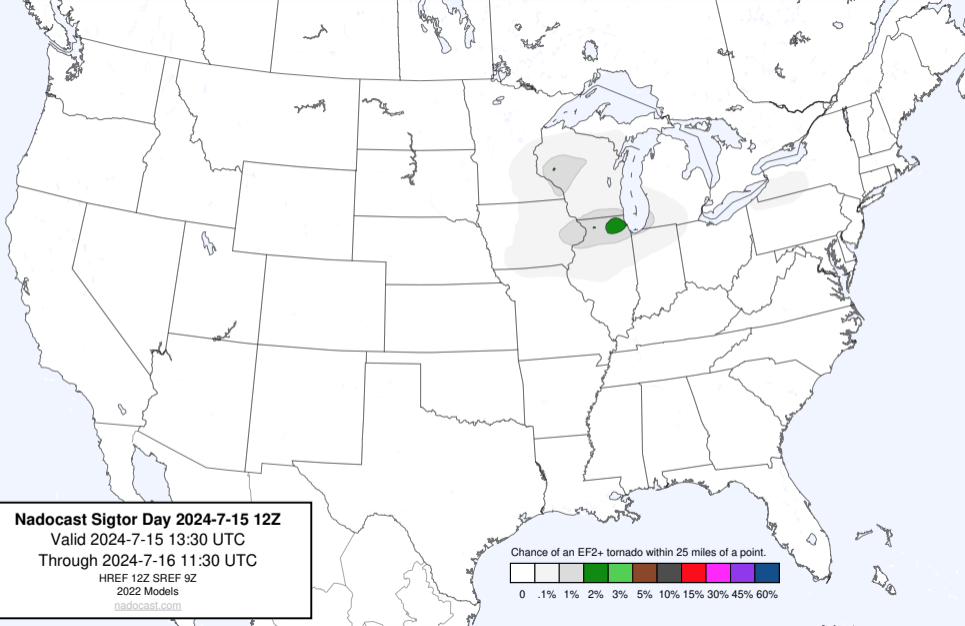 Nadocast Sigtor Day 2024-7-15 12Z
Valid 2024-7-15 13:30 UTC
Through 2024-7-16 11:30 UTC
HREF 12Z SREF 9Z
2022 Models
nadocast.com
Chance of an EF2+ tornado within 25 miles of a point.
0 .1% 1% 2% 3% 5% 10% 15% 30% 45% 60%